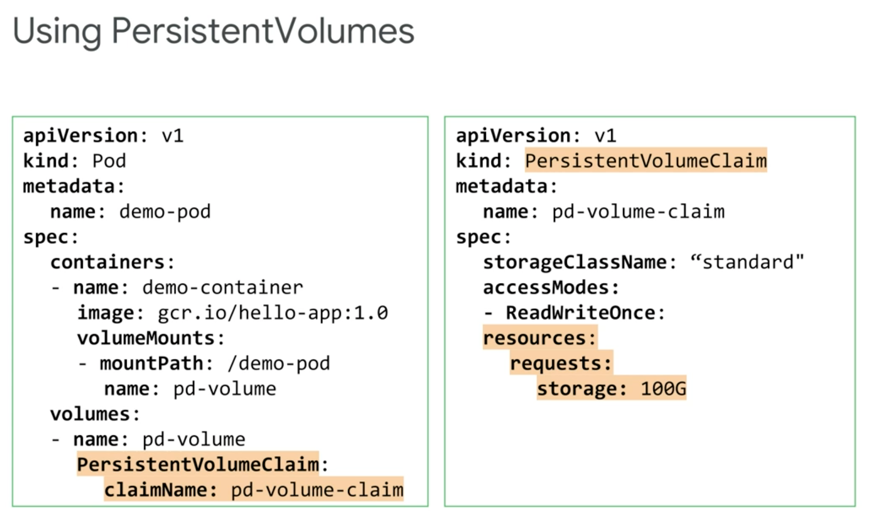 Using PersistentVolumes
apiVersion: v1
kind: Pod
metadata:
name: demo-pod
spec:
containers:
- name: demo-container
image: gcr.io/hello-app:1.0
volumeMounts:
- mountPath: /demo-pod
name: pd-volume
volumes:
- name: pd-volume
PersistentVolumeClaim:
claimName: pd-volume-claim
apiVersion: v1
kind: PersistentVolumeClaim
metadata:
name: pd-volume-claim
spec:
storageClassName: “standard"
accessModes:
- ReadWriteOnce:
resources:
requests:
storage: 100G